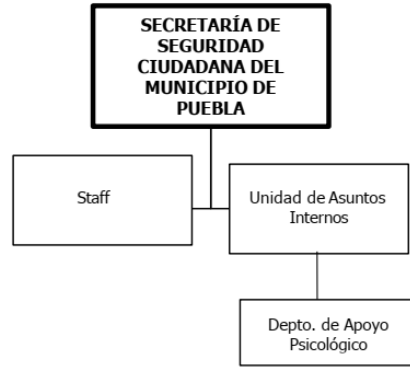 SECRETARÍA DE
SEGURIDAD
CIUDADANA DEL
MUNICIPIO DE
PUEBLA
Staff
Unidad de Asuntos
Internos
Depto. de Apoyo
Psicológico